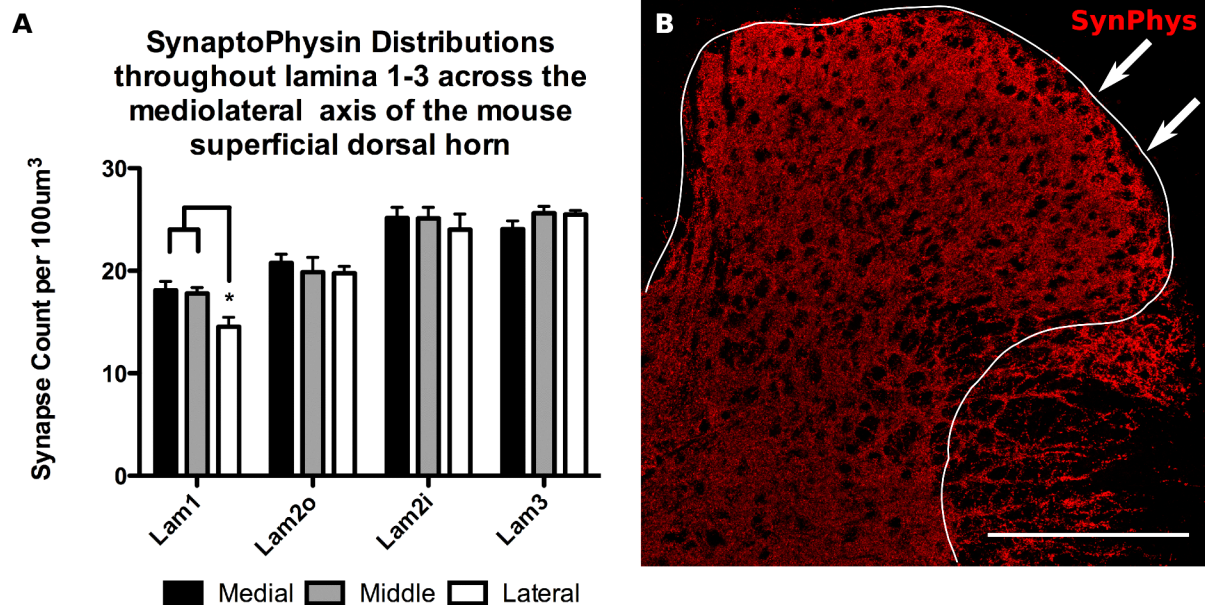 A
SynaptoPhysin Distributions
throughout lamina 1-3 across the
mediolateral axis of the mouse
superficial dorsal horn
Synapse Count per 100um³
30
20
10
0
*
Lam1
Lam2o
Lam2i
Lam3
Medial Middle Lateral
B
SynPhys